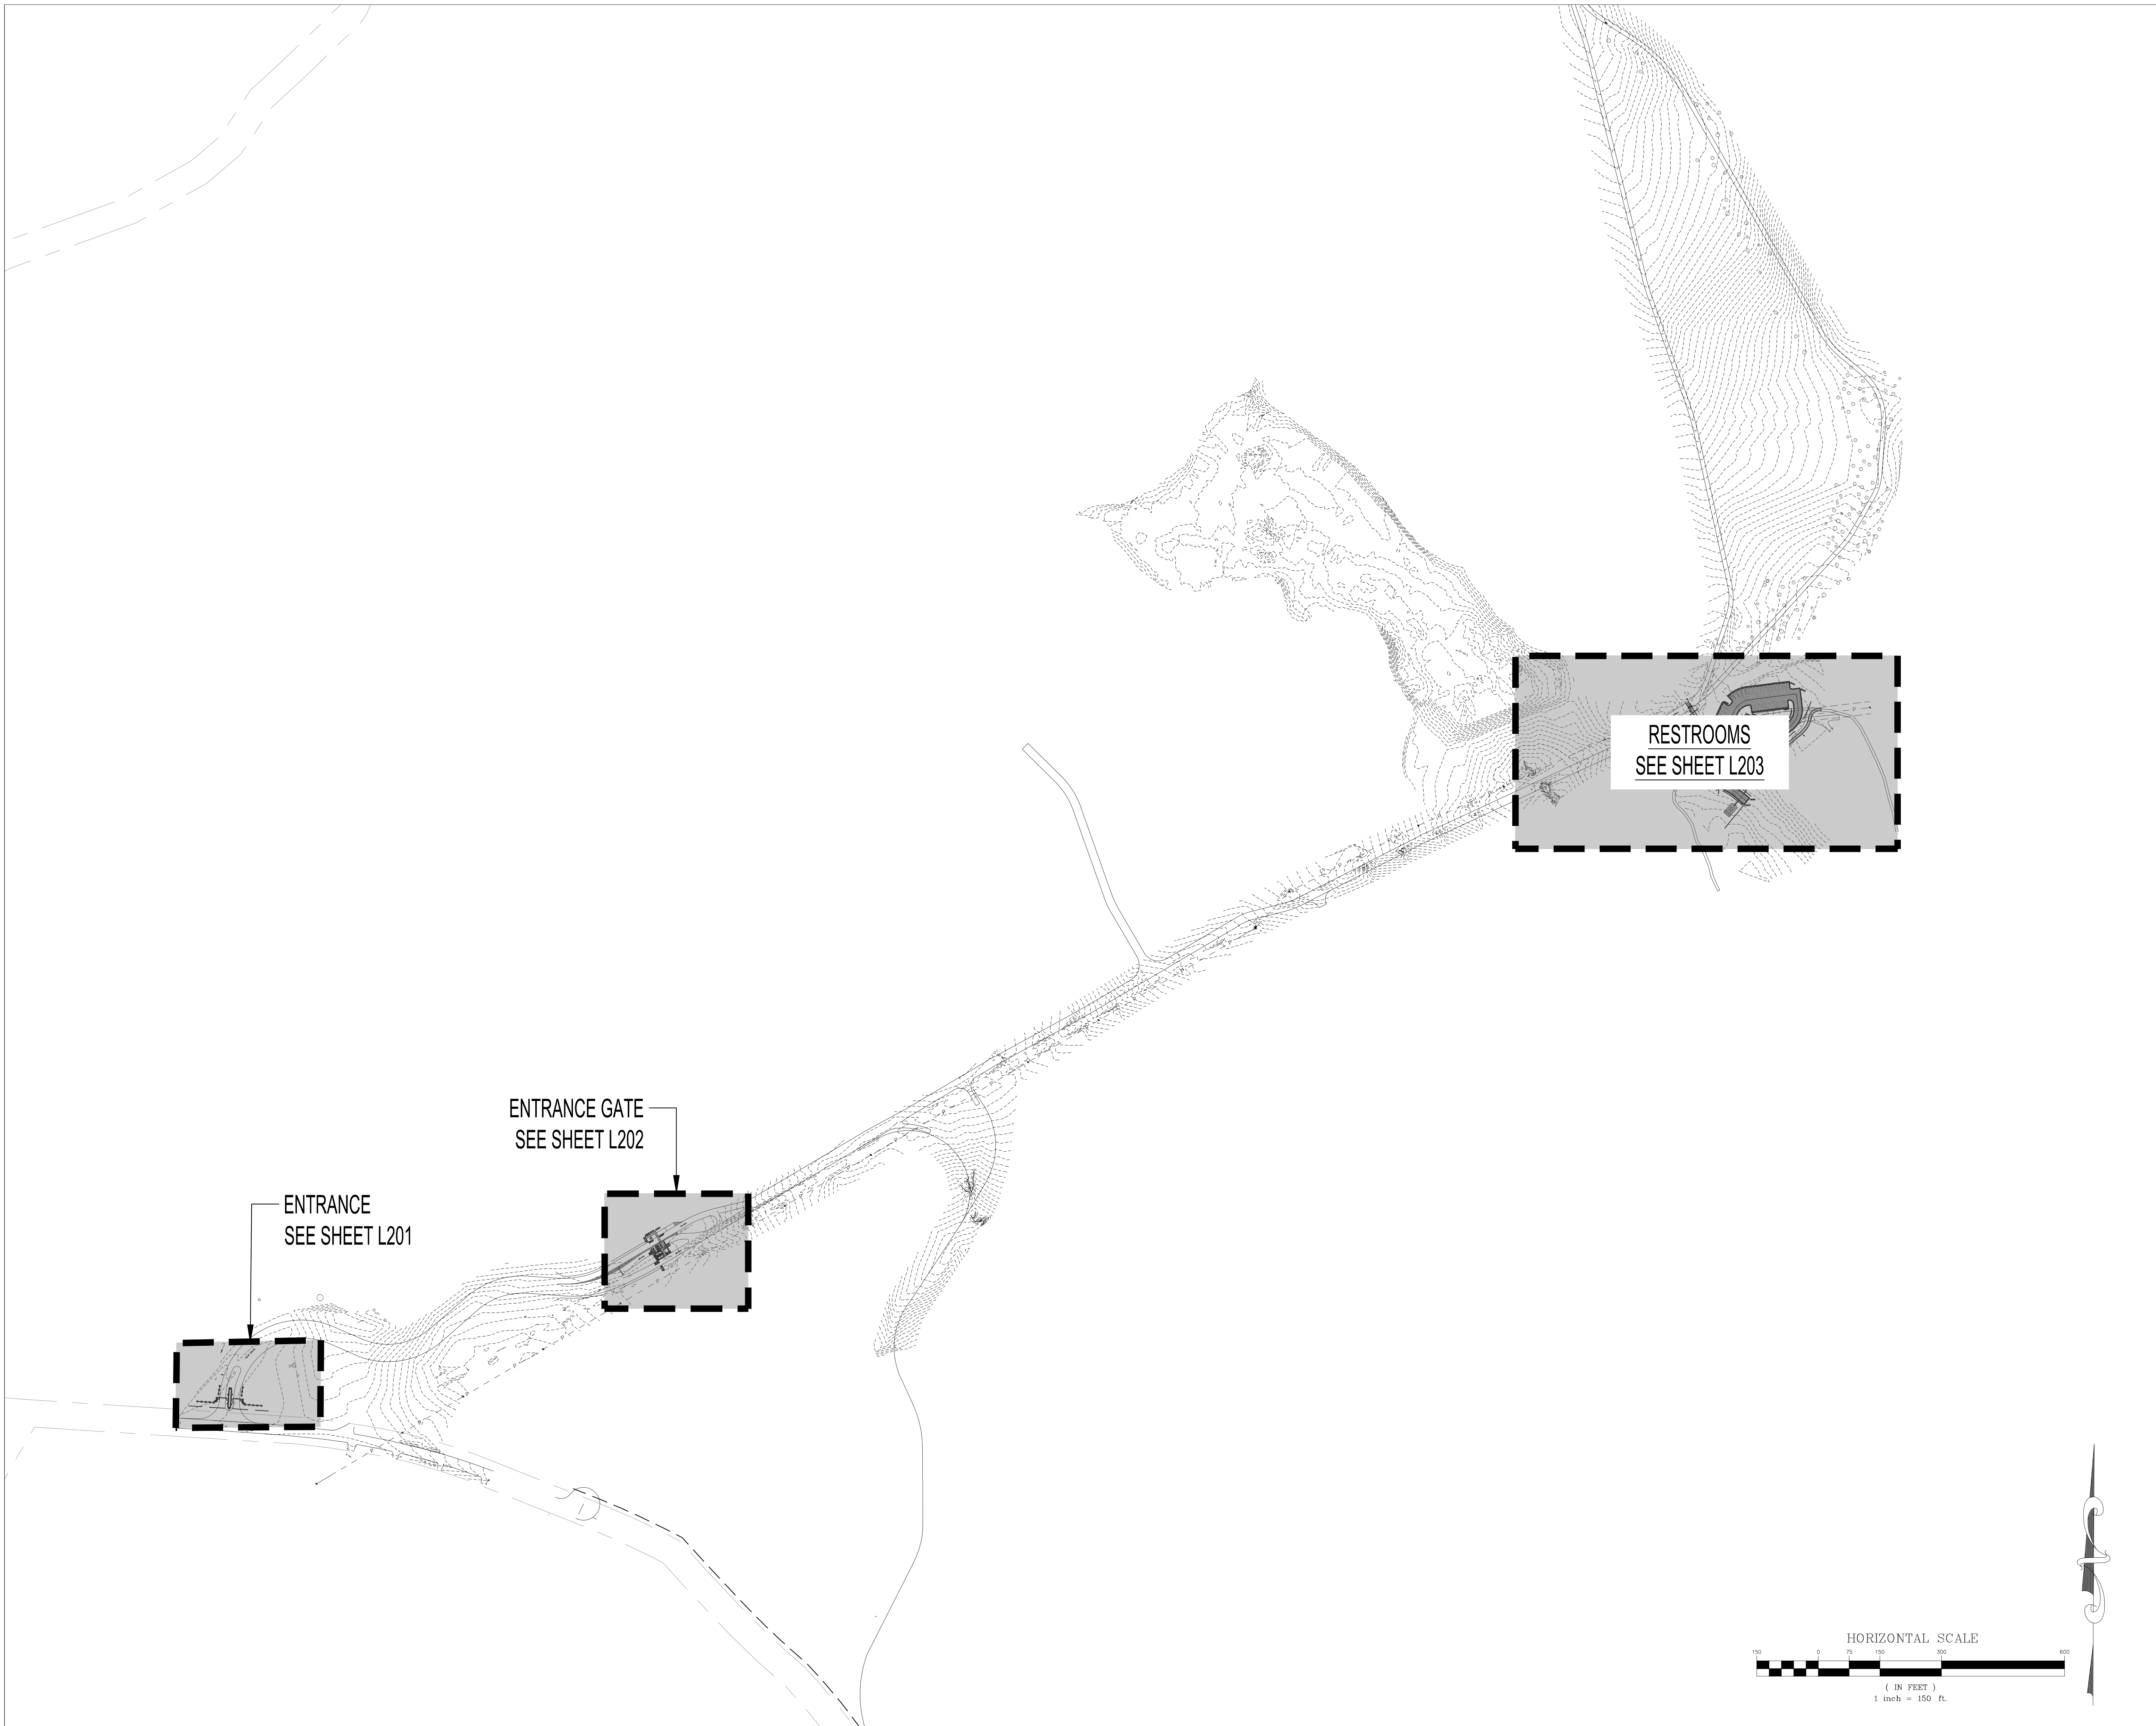 RESTROOMS
SEE SHEET L203
ENTRANCE GATE
SEE SHEET L202
ENTRANCE
SEE SHEET L201
HORIZONTAL SCALE
150 0 75 150 300 600
( IN FEET )
1 inch = 150 ft.